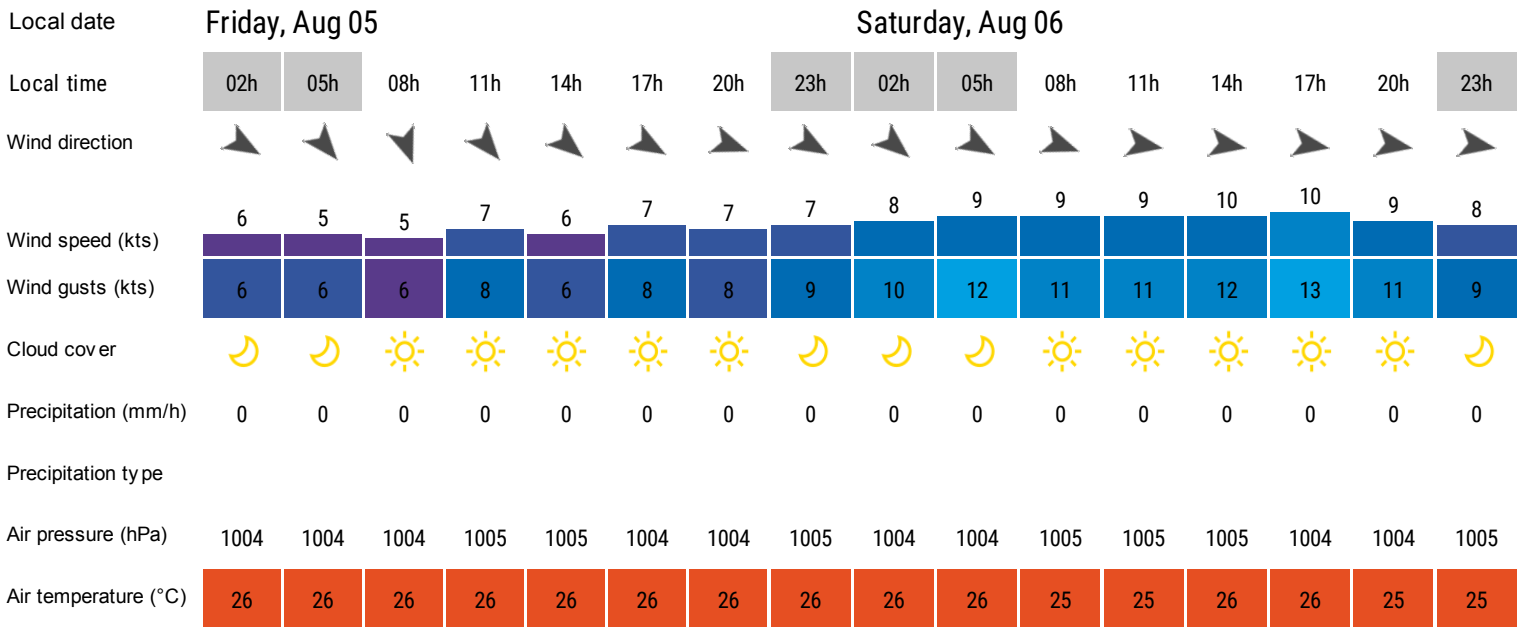 Local date Friday, Aug 05 Saturday, Aug 06
Local time 02h 05h 08h 11h 14h 17h 20h 23h 02h 05h 08h 11h 14h 17h 20h 23h
Wind direction
Wind speed (kts) 6 5 5 7 6 7 7 7 8 9 9 9 10 10 9 8
Wind gusts (kts) 6 6 6 8 6 8 8 9 10 12 11 11 12 13 11 9
Cloud cover
Precipitation (mm/h) 0 0 0 0 0 0 0 0 0 0 0 0 0 0 0 0
Precipitation type
Air pressure (hPa) 1004 1004 1004 1005 1005 1004 1004 1005 1004 1004 1005 1005 1005 1004 1004 1005
Air temperature (°C) 26 26 26 26 26 26 26 26 26 26 25 25 26 26 25 25